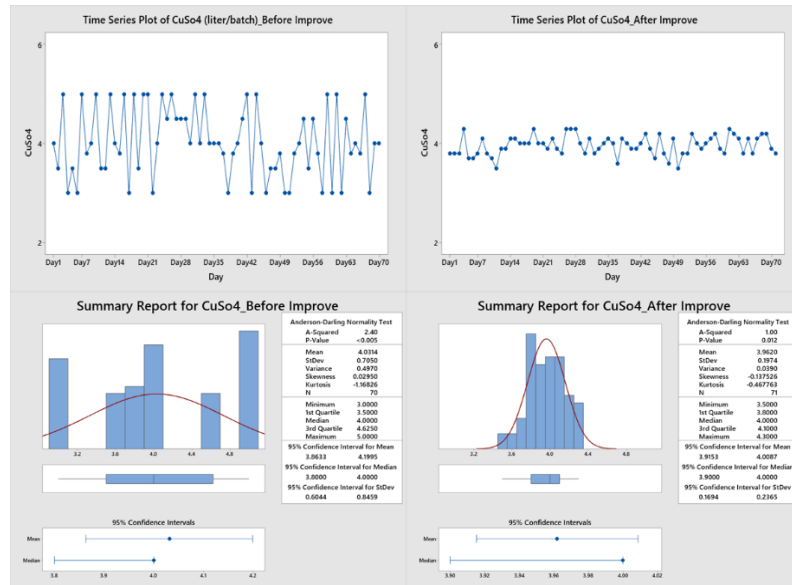 Time Series Plot of CuSo4 (liter/batch)_Before Improve
6
4
2
CuSo4
Day1 Day7 Day14 Day21 Day28 Day35 Day42 Day49 Day56 Day63 Day70
Day
Time Series Plot of CuSo4_After Improve
6
4
2
CuSo4
Day1 Day7 Day14 Day21 Day28 Day35 Day42 Day49 Day56 Day63 Day70
Day
Summary Report for CuSo4_Before Improve
3.2 3.6 4.0 4.4 4.8
Anderson-Darling Normality Test
A-Squared 2.40
P-Value <0.005
Mean 4.0314
StDev 0.7050
Variance 0.4970
Skewness 0.02950
Kurtosis -1.16826
N 70
Minimum 3.0000
1st Quartile 3.5000
Median 4.0000
3rd Quartile 4.6250
Maximum 5.0000
95% Confidence Interval for Mean
3.8633 4.1995
95% Confidence Interval for Median
3.8000 4.0000
95% Confidence Interval for StDev
0.6044 0.8459
95% Confidence Intervals
Mean
Median
3.8 3.9 4.0 4.1 4.2
Summary Report for CuSo4_After Improve
3.2 3.6 4.0 4.4 4.8
Anderson-Darling Normality Test
A-Squared 1.00
P-Value 0.012
Mean 3.9620
StDev 0.1974
Variance 0.0390
Skewness -0.137526
Kurtosis -0.467763
N 71
Minimum 3.5000
1st Quartile 3.8000
Median 4.0000
3rd Quartile 4.1000
Maximum 4.3000
95% Confidence Interval for Mean
3.9153 4.0087
95% Confidence Interval for Median
3.9000 4.0000
95% Confidence Interval for StDev
0.1694 0.2365
95% Confidence Intervals
Mean
Median
3.90 3.92 3.94 3.96 3.98 4.00 4.02